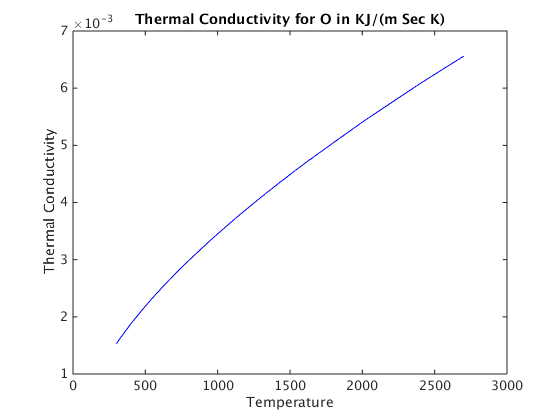 ×10⁻³
Thermal Conductivity for O in KJ/(m Sec K)
7
6
5
4
3
2
1
Thermal Conductivity
0 500 1000 1500 2000 2500 3000
Temperature